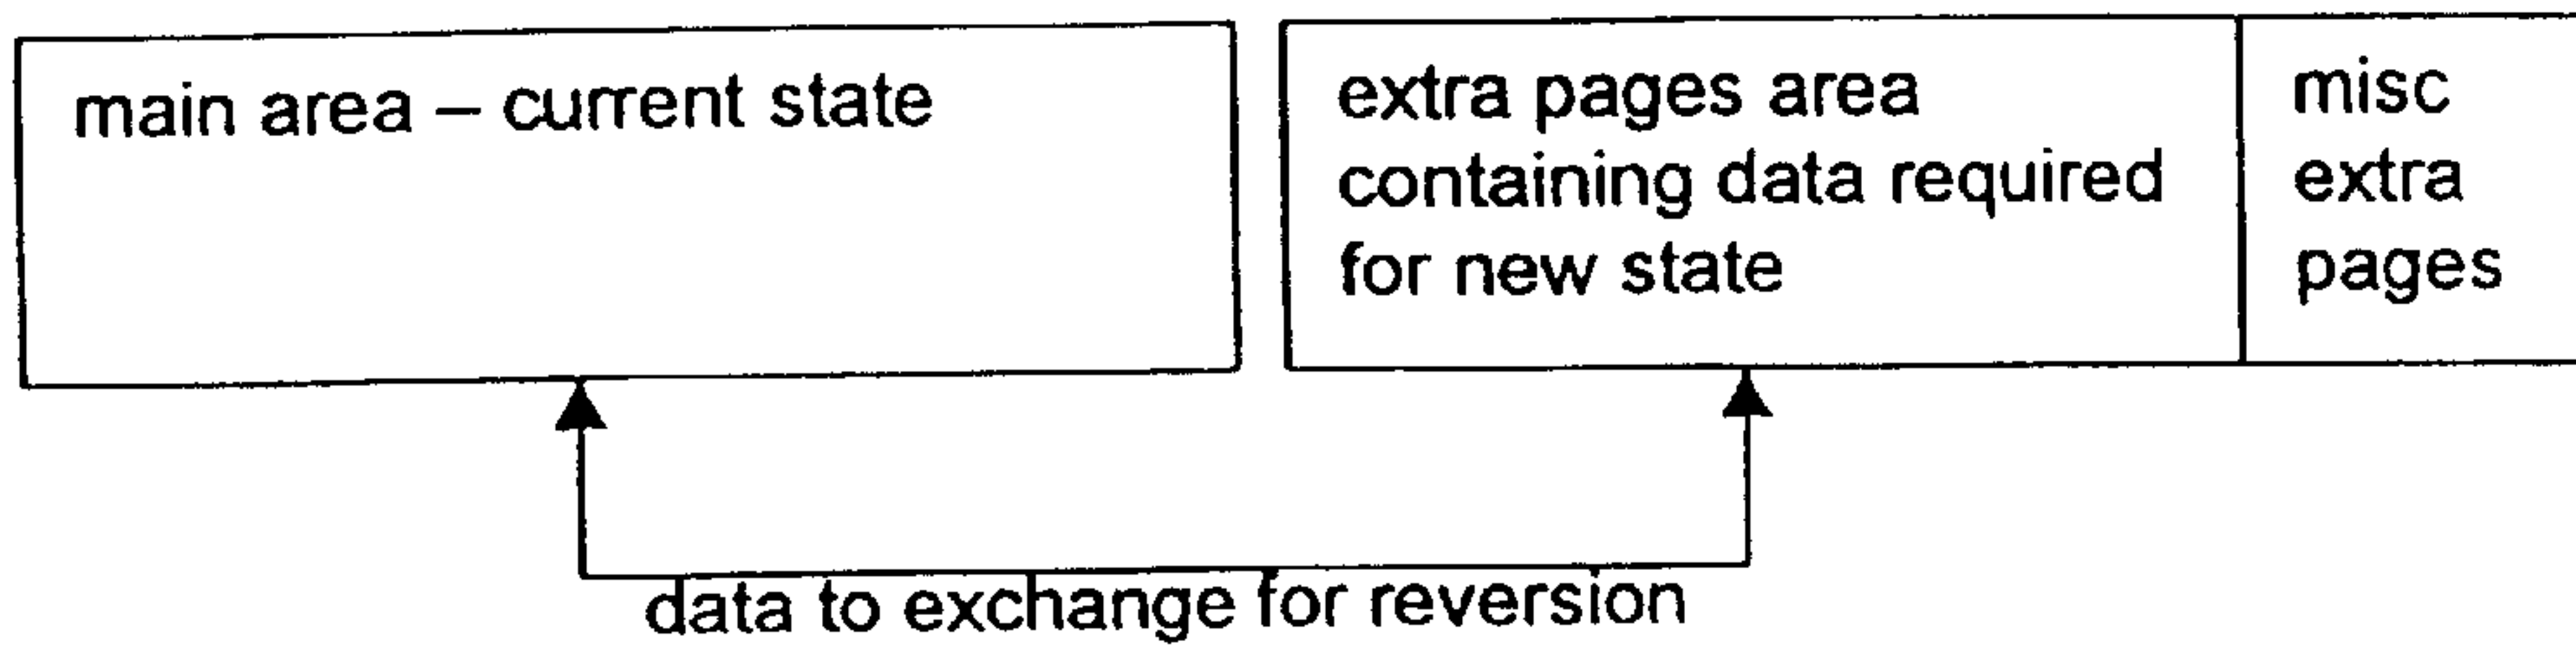 main area – current state
extra pages area
containing data required
for new state
misc
extra
pages
data to exchange for reversion